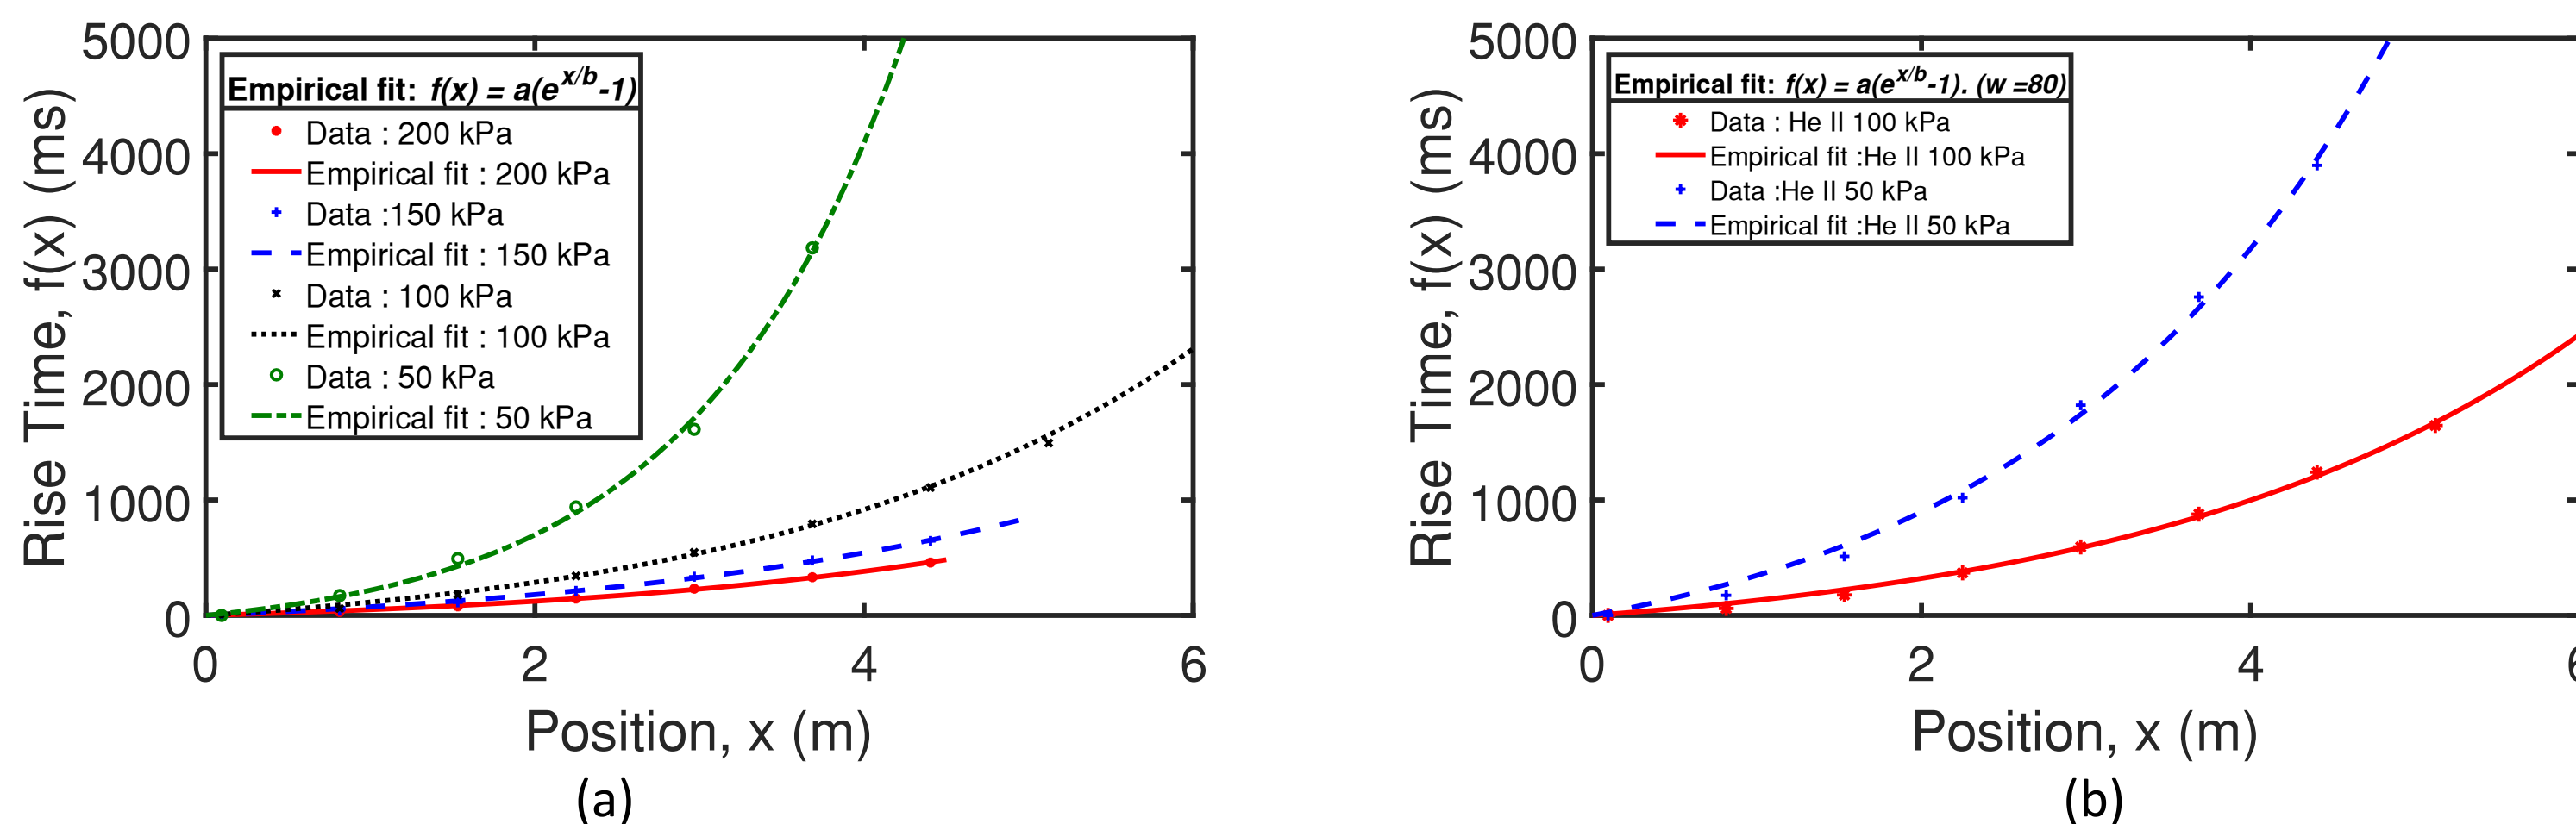 5000
4000
3000
2000
1000
0
0
2
4
6
Rise Time, f(x) (ms)
Position, x (m)
Empirical fit: f(x) = a(e^x/b -1)
Data : 200 kPa
Empirical fit : 200 kPa
Data :150 kPa
Empirical fit : 150 kPa
Data : 100 kPa
Empirical fit : 100 kPa
Data : 50 kPa
Empirical fit : 50 kPa
(a)
5000
4000
3000
2000
1000
0
0
2
4
6
Rise Time, f(x) (ms)
Position, x (m)
Empirical fit: f(x) = a(e^x/b -1). (w =80)
Data : He II 100 kPa
Empirical fit :He II 100 kPa
Data :He II 50 kPa
Empirical fit :He II 50 kPa
(b)